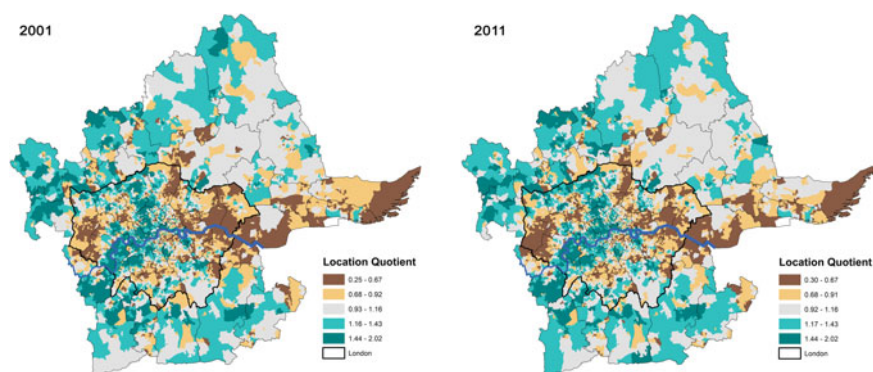 2001
Location Quotient
0.25 - 0.67
0.68 - 0.92
0.93 - 1.16
1.16 - 1.43
1.44 - 2.02
London
2011
Location Quotient
0.30 - 0.67
0.68 - 0.91
0.92 - 1.16
1.17 - 1.43
1.44 - 2.02
London